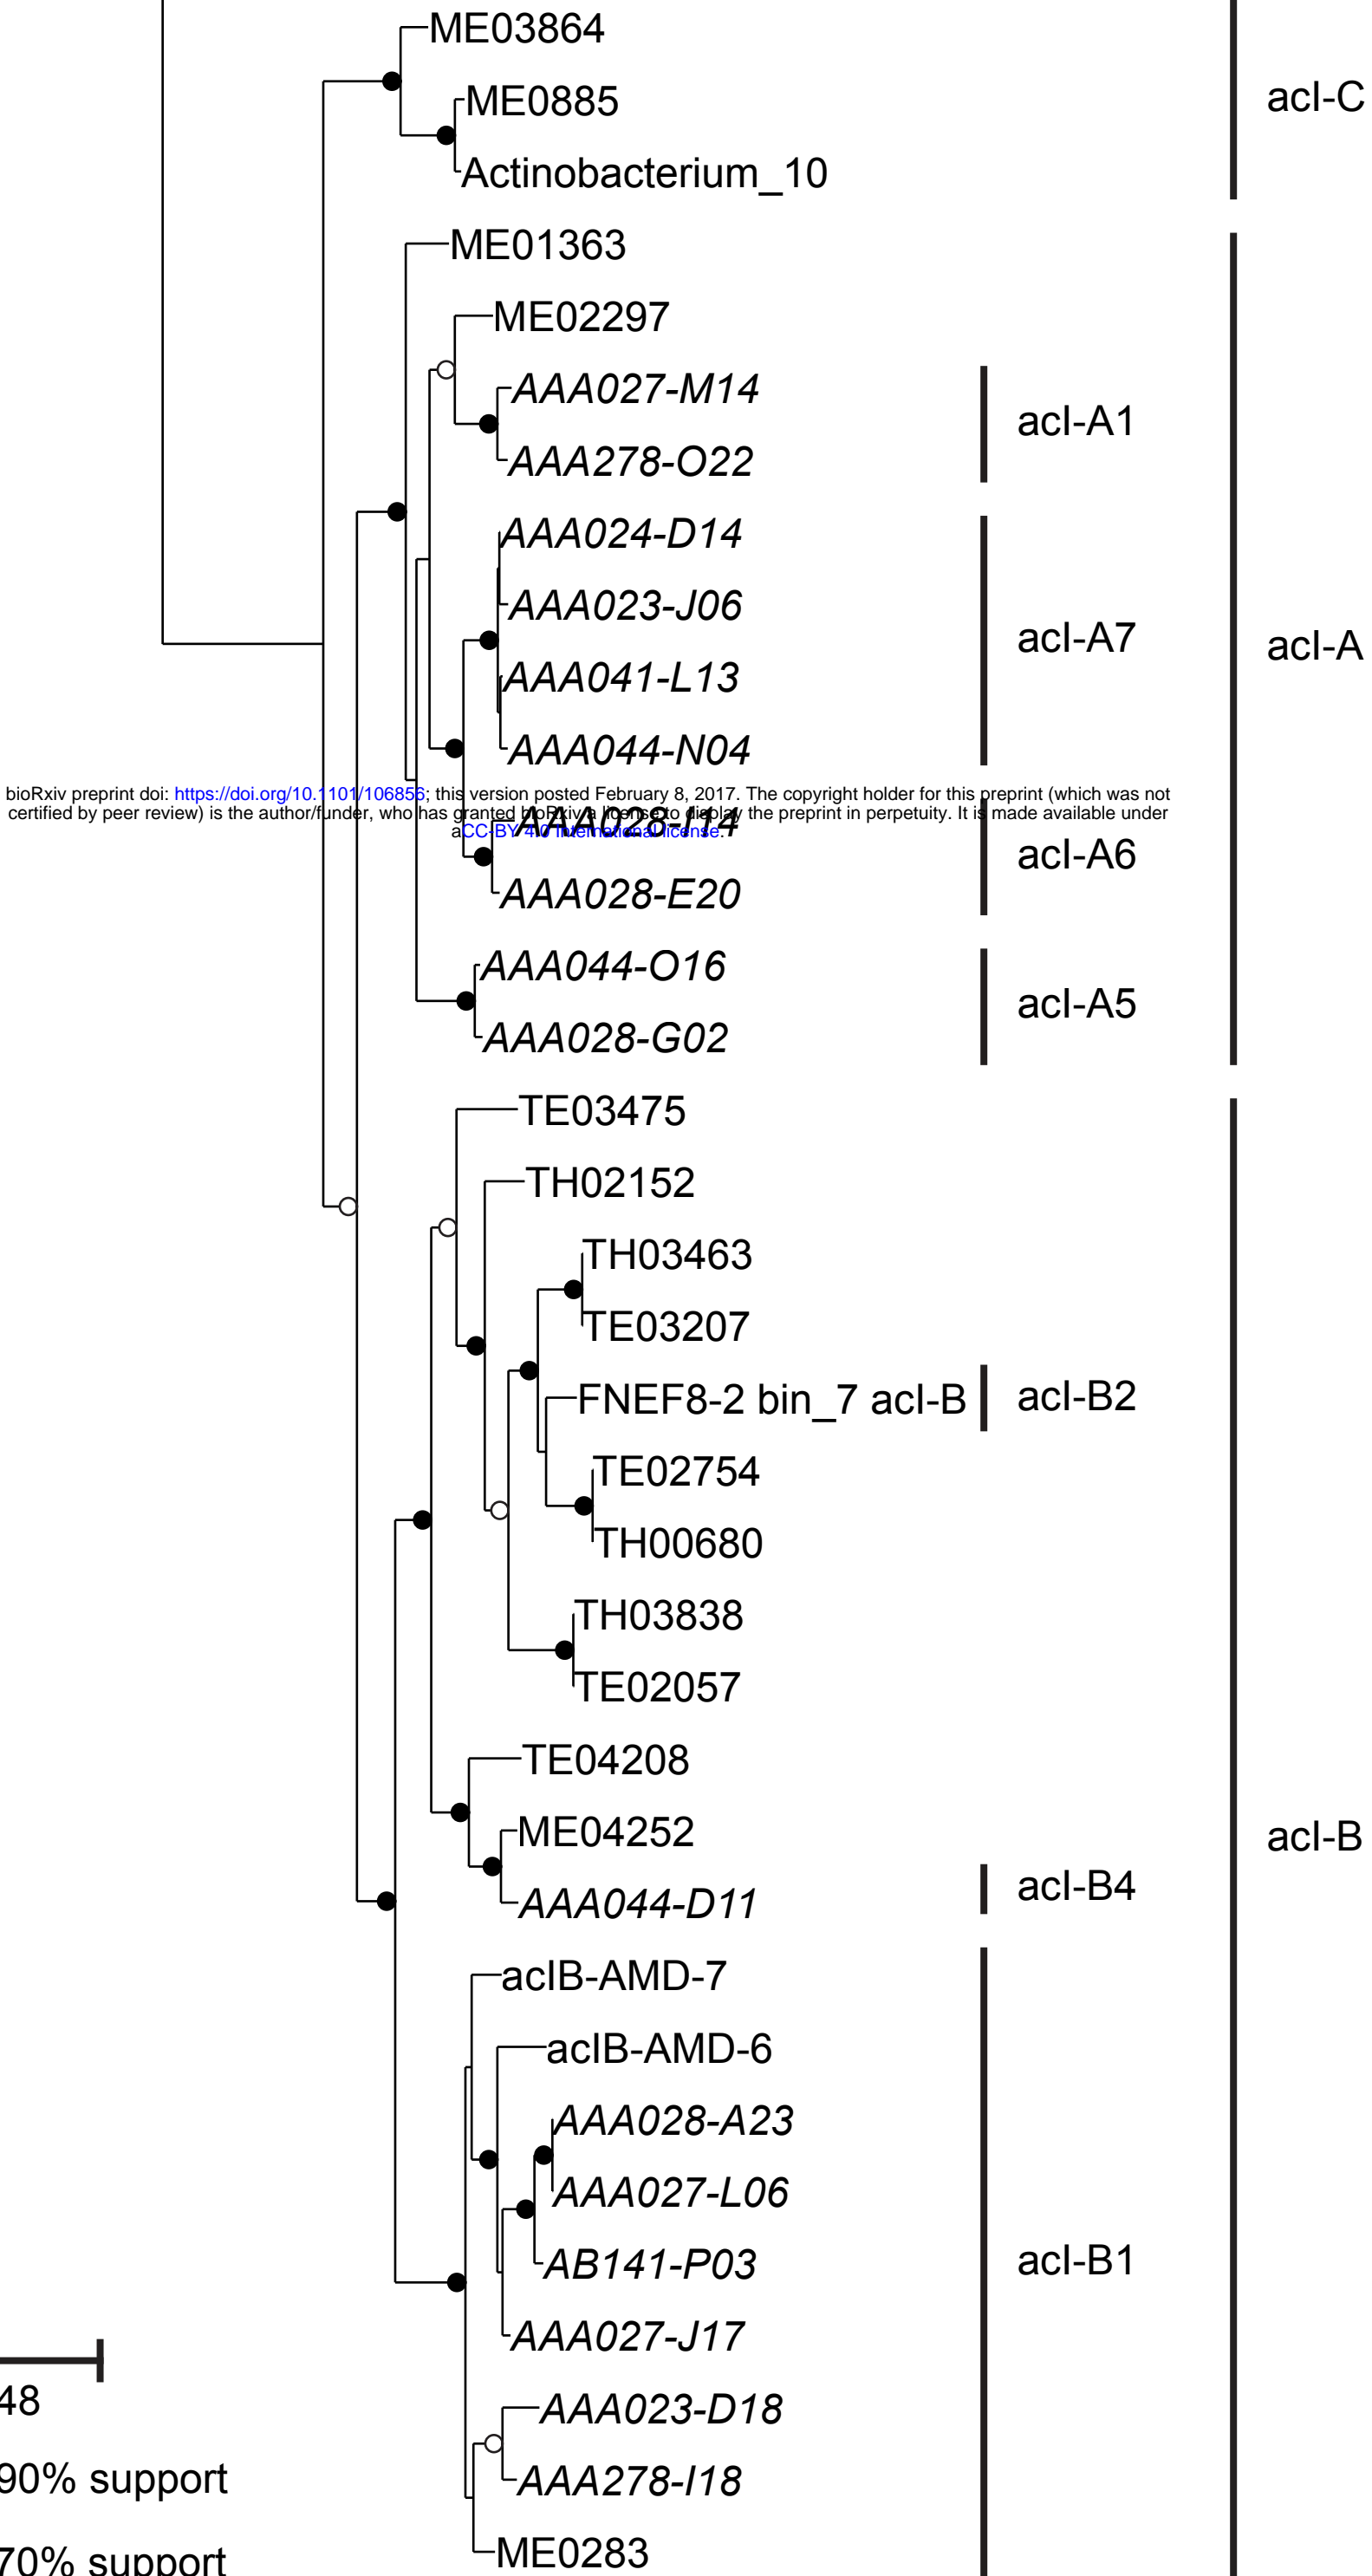 ME03864
ME0885
acI-C
Actinobacterium_10
ME01363
ME02297
AAA027-M14
acI-A1
AAA278-O22
AAA024-D14
AAA023-J06
acI-A7
acI-A
AAA041-L13
AAA044-N04
bioRxiv preprint doi: https://doi.org/10.1101/106856; this version posted February 8, 2017. The copyright holder for this preprint (which was not
certified by peer review) is the author/funder, who has granted bioRxiv a license to display the preprint in perpetuity. It is made available under
aCC-BY 4.0 International license.
AAA028-I14
acI-A6
AAA028-E20
AAA044-O16
acI-A5
AAA028-G02
TE03475
TH02152
TH03463
TE03207
FNEF8-2 bin_7 acI-B
acI-B2
TE02754
TH00680
TH03838
TE02057
TE04208
ME04252
acI-B
acI-B4
AAA044-D11
acIB-AMD-7
acIB-AMD-6
AAA028-A23
AAA027-L06
AB141-P03
acI-B1
AAA027-J17
48
AAA023-D18
90% support
AAA278-I18
ME0283
70% support